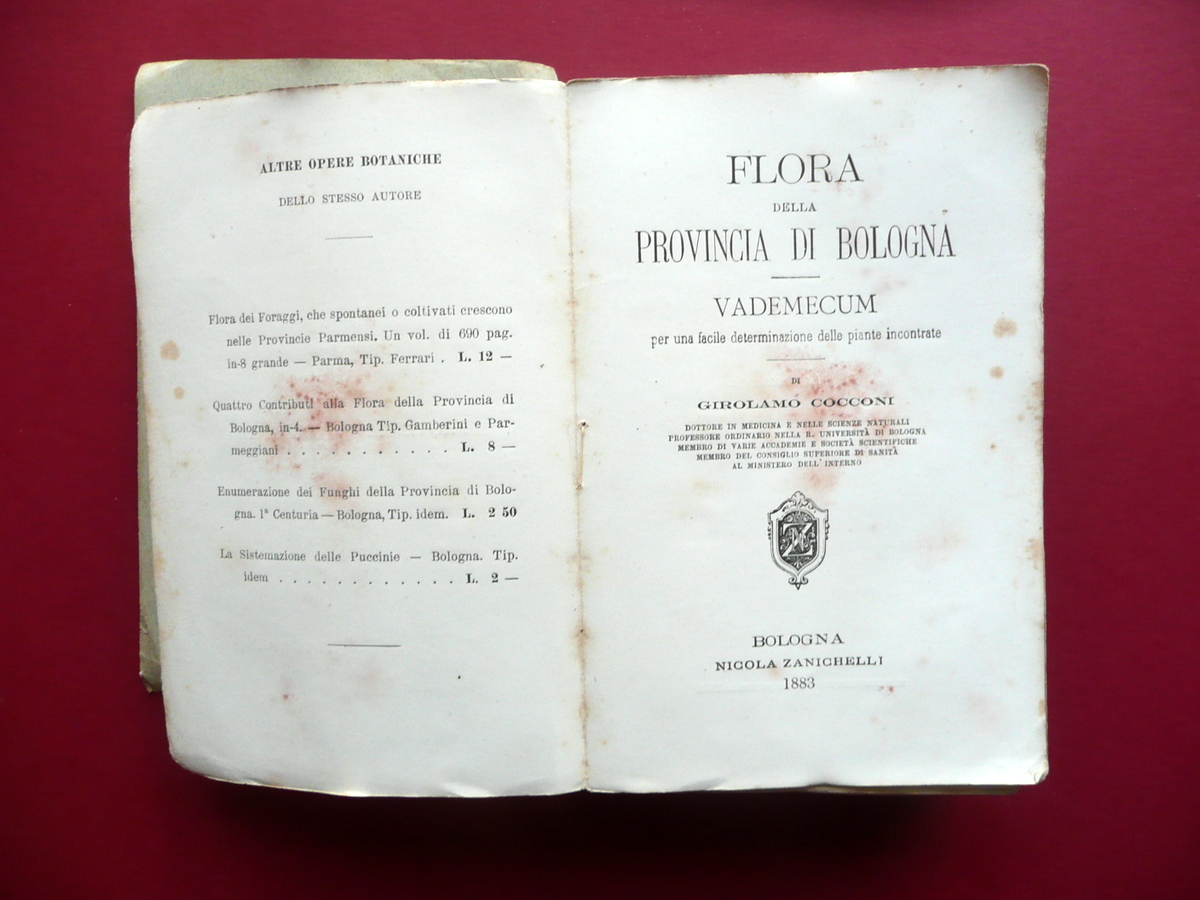 ALTRE OPERE BOTANICHE
DELLO STESSO AUTORE
Flora dei Foraggi, che spontanei o coltivati crescono
nelle Provincie Parmensi. Un vol. di 690 pag.
in-8 grande — Parma, Tip. Ferrari . L. 12 —
Quattro Contributi alla Flora della Provincia di
Bologna, in-4. — Bologna Tip. Gamberini e Par-
meggiani . . . . . . . . . . . L. 8 —
Enumerazione dei Funghi della Provincia di Bolo-
gna. 1ª Centuria — Bologna, Tip. idem. L. 2 50
La Sistemazione delle Puccinie — Bologna. Tip.
idem . . . . . . . . . . . . L. 2 —
FLORA
DELLA
PROVINCIA DI BOLOGNA
VADEMECUM
per una facile determinazione delle piante incontrate
DI
GIROLAMO COCCONI
DOTTORE IN MEDICINA E NELLE SCIENZE NATURALI
PROFESSORE ORDINARIO NELLA R. UNIVERSITÀ DI BOLOGNA
MEMBRO DI VARIE ACCADEMIE E SOCIETÀ SCIENTIFICHE
MEMBRO DEL CONSIGLIO SUPERIORE DI SANITÀ
AL MINISTERO DELL'INTERNO
BOLOGNA
NICOLA ZANICHELLI
1883